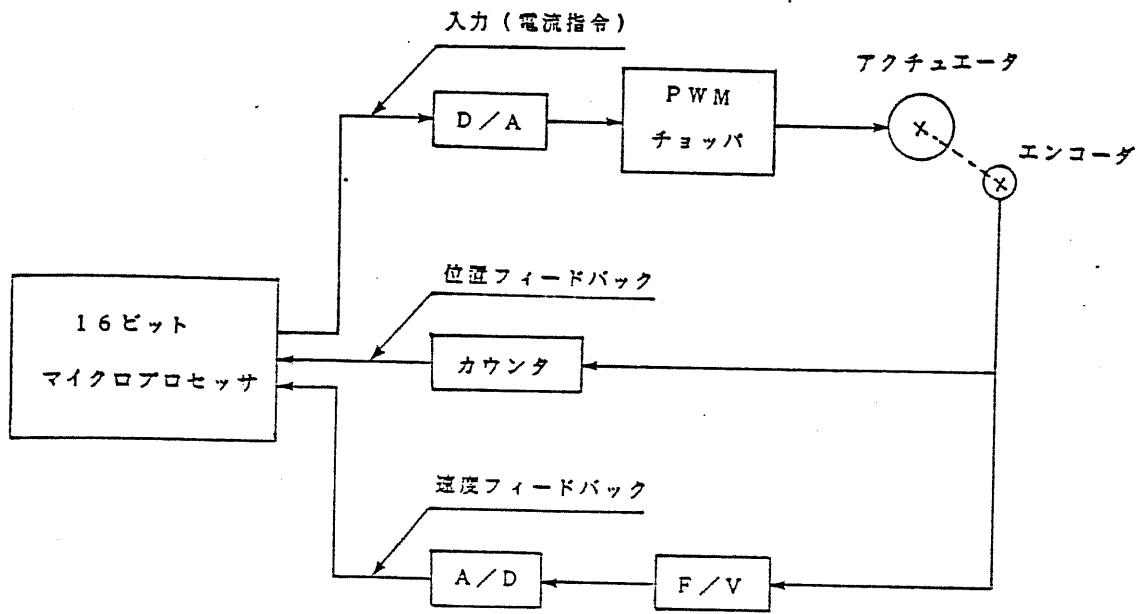 入力(電流指令)
アクチュエータ
D/A
PWM
チョッパ
エンコーダ
位置フィードバック
16ビット
マイクロプロセッサ
カウンタ
速度フィードバック
A/D
F/V